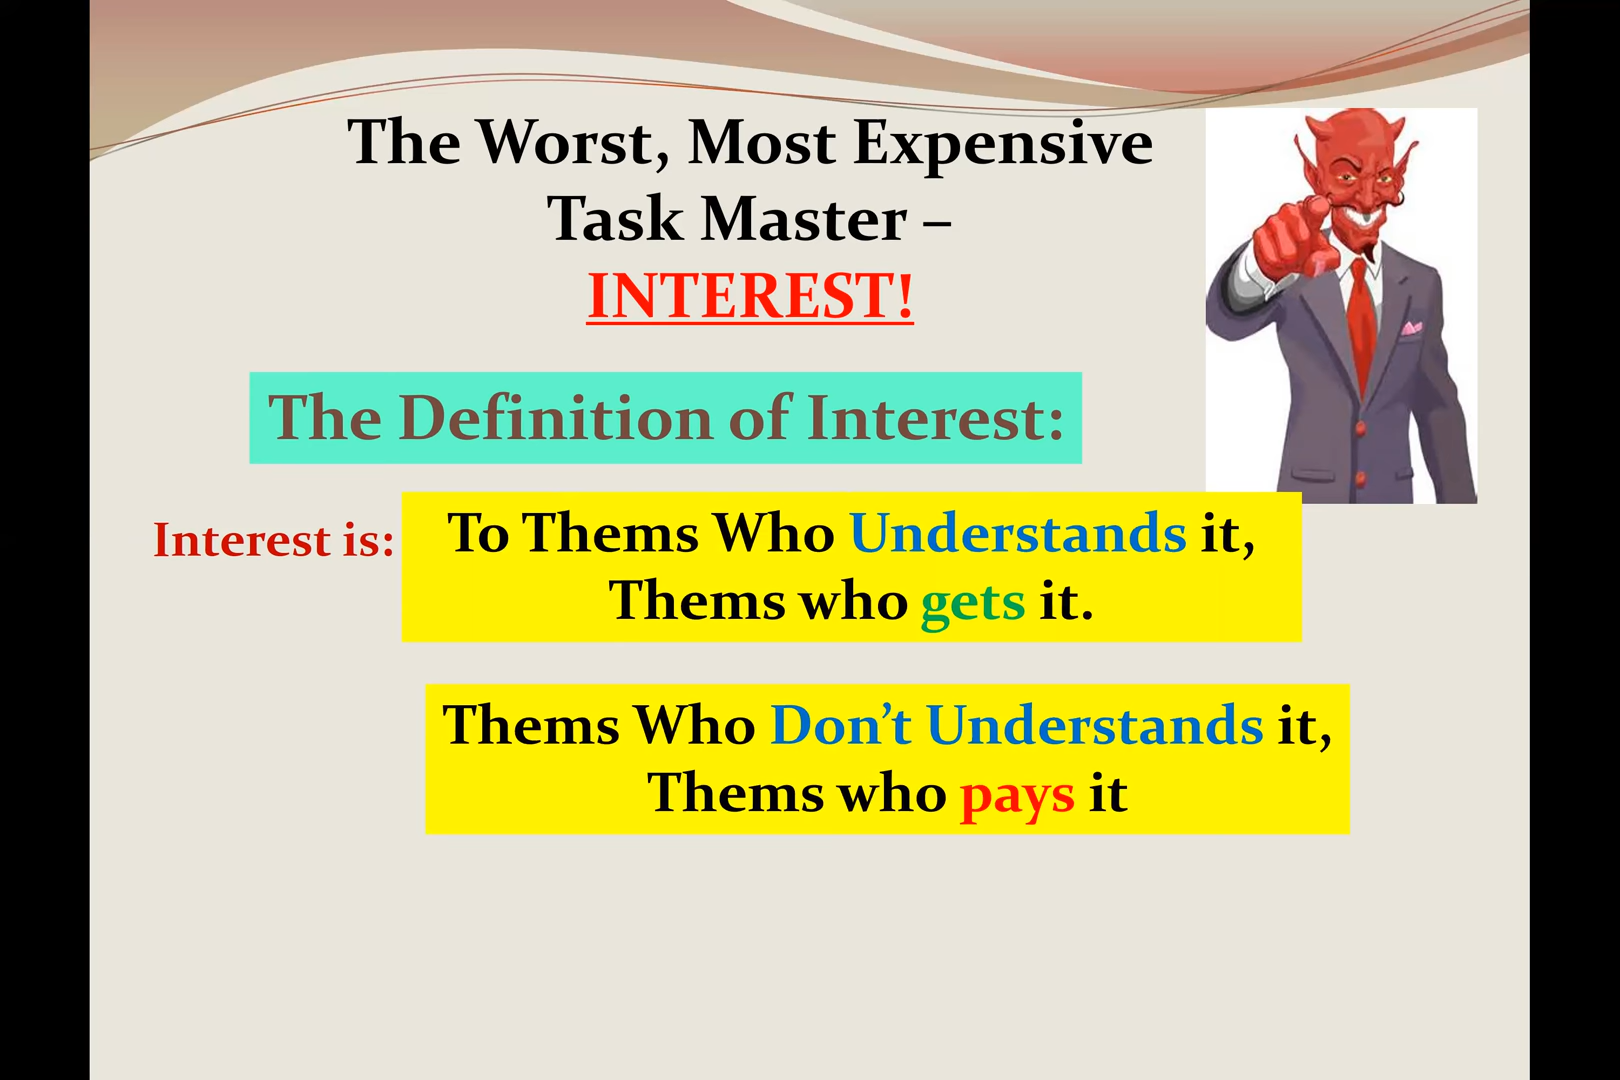 The Worst, Most Expensive
Task Master –
INTEREST!
The Definition of Interest:
Interest is:
To Thems Who Understands it,
Thems who gets it.
Thems Who Don’t Understands it,
Thems who pays it